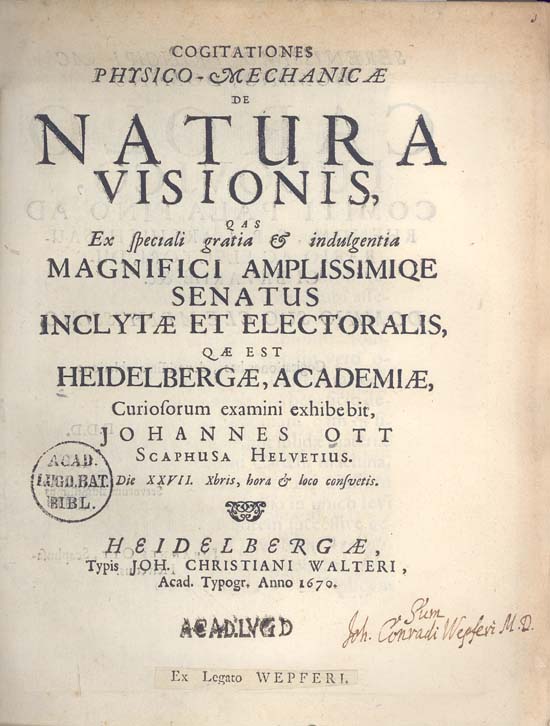 COGITATIONES
PHYSICO-MECHANICÆ
DE
NATURA
VISIONIS,
QAS
Ex speciali gratia & indulgentia
MAGNIFICI AMPLISSIMIQE
SENATUS
INCLYTÆ ET ELECTORALIS,
QÆ EST
HEIDELBERGÆ, ACADEMIÆ,
Curioſorum examini exhibebit,
JOHANNES OTT
SCAPHUSA HELVETIUS.
ACAD.
LUGD. BAT.
BIBL.
Die XXVII. Xbris, hora & loco conſvetis.
HEIDELBERGÆ,
Typis JOH. CHRISTIANI WALTERI,
Acad. Typogr. Anno 1670.
ACAD. LVGD
Sum
Joh. Conradi Wepferi M.D.
Ex Legato WEPFERI.